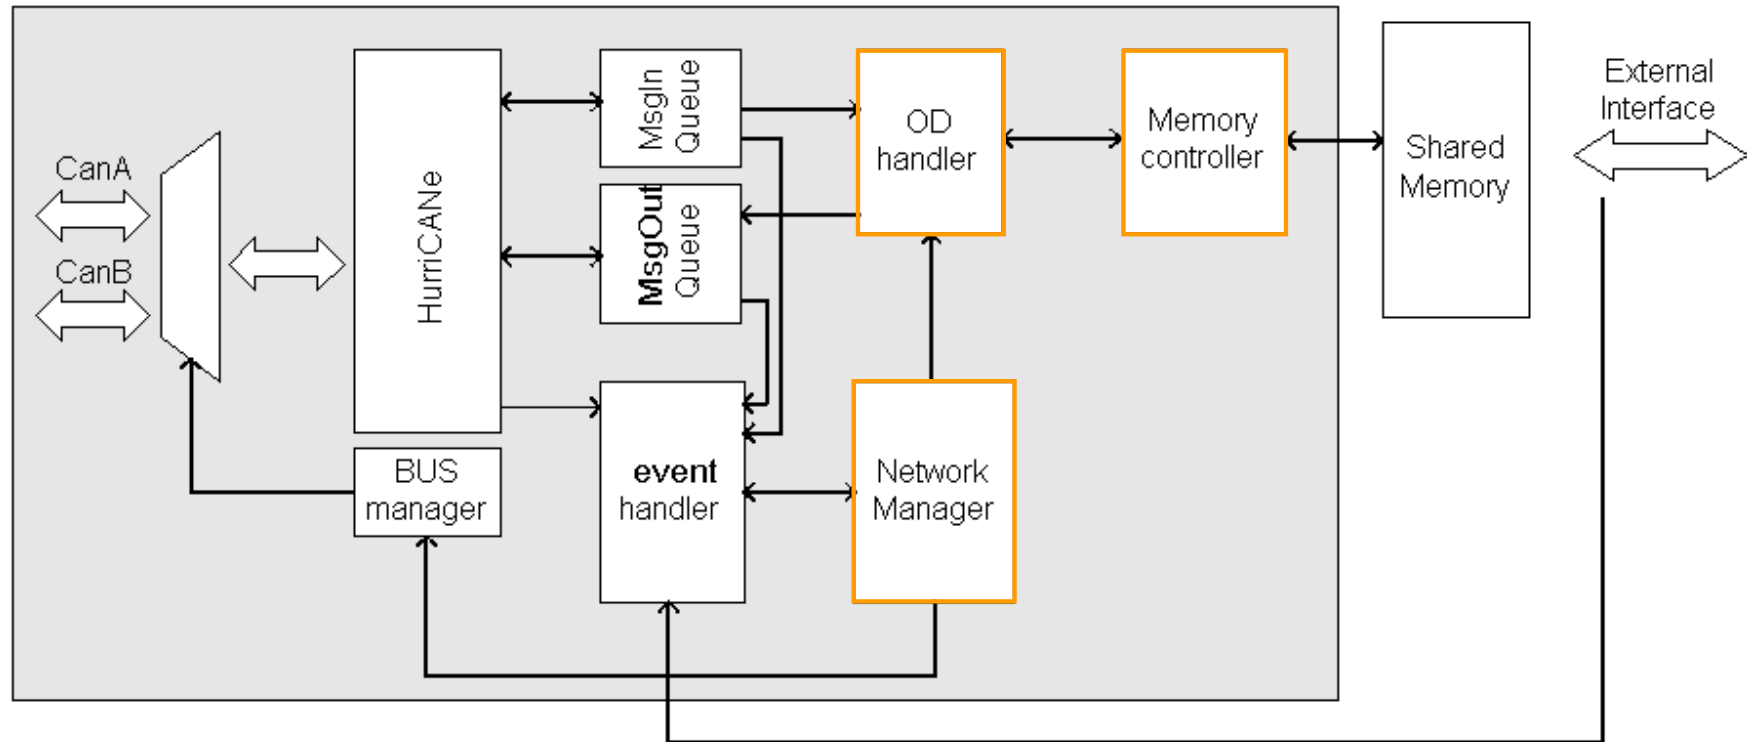 CanA
CanB
HurriCANe
MsgIn
Queue
MsgOut
Queue
OD
handler
Memory
controller
Shared
Memory
External
Interface
BUS
manager
event
handler
Network
Manager